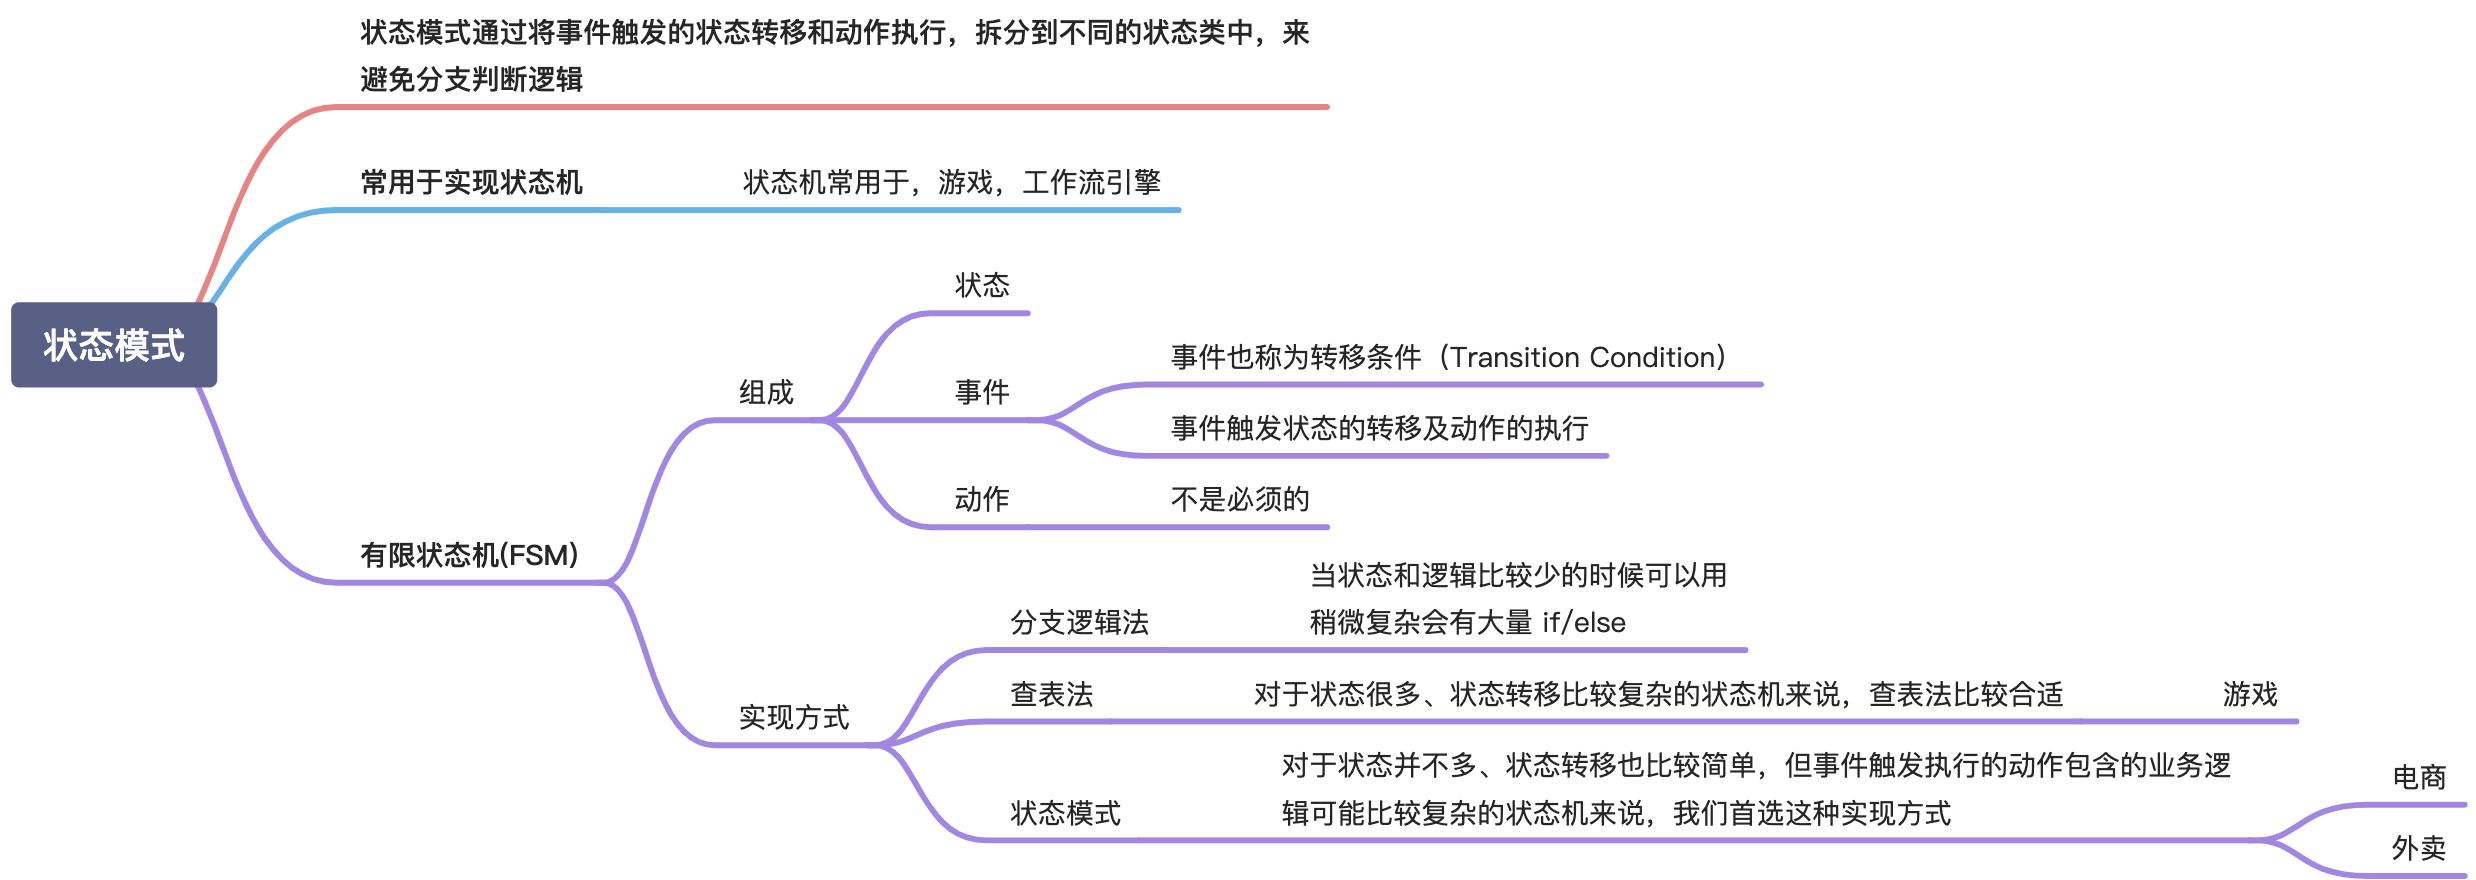 状态模式通过将事件触发的状态转移和动作执行，拆分到不同的状态类中，来
避免分支判断逻辑
常用于实现状态机
状态机常用于，游戏，工作流引擎
状态模式
有限状态机(FSM)
组成
状态
事件
事件也称为转移条件（Transition Condition）
事件触发状态的转移及动作的执行
动作
不是必须的
实现方式
分支逻辑法
当状态和逻辑比较少的时候可以用
稍微复杂会有大量 if/else
查表法
对于状态很多、状态转移比较复杂的状态机来说，查表法比较合适
游戏
状态模式
对于状态并不多、状态转移也比较简单，但事件触发执行的动作包含的业务逻
辑可能比较复杂的状态机来说，我们首选这种实现方式
电商
外卖